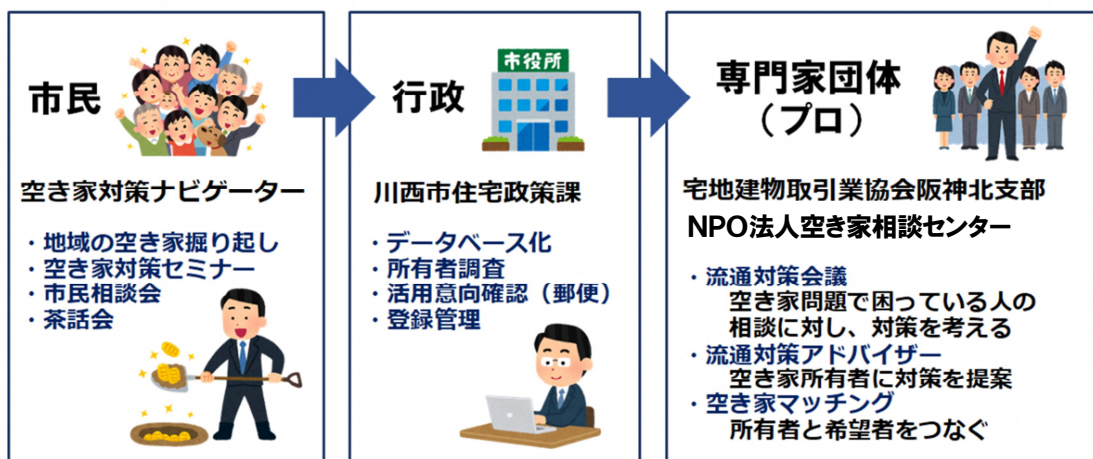 市民
空き家対策ナビゲーター
・地域の空き家掘り起し
・空き家対策セミナー
・市民相談会
・茶話会
行政
市役所
川西市住宅政策課
・データベース化
・所有者調査
・活用意向確認（郵便）
・登録管理
専門家団体
（プロ）
宅地建物取引業協会阪神北支部
NPO法人空き家相談センター
・流通対策会議
空き家問題で困っている人の
相談に対し、対策を考える
・流通対策アドバイザー
空き家所有者に対策を提案
・空き家マッチング
所有者と希望者をつなぐ